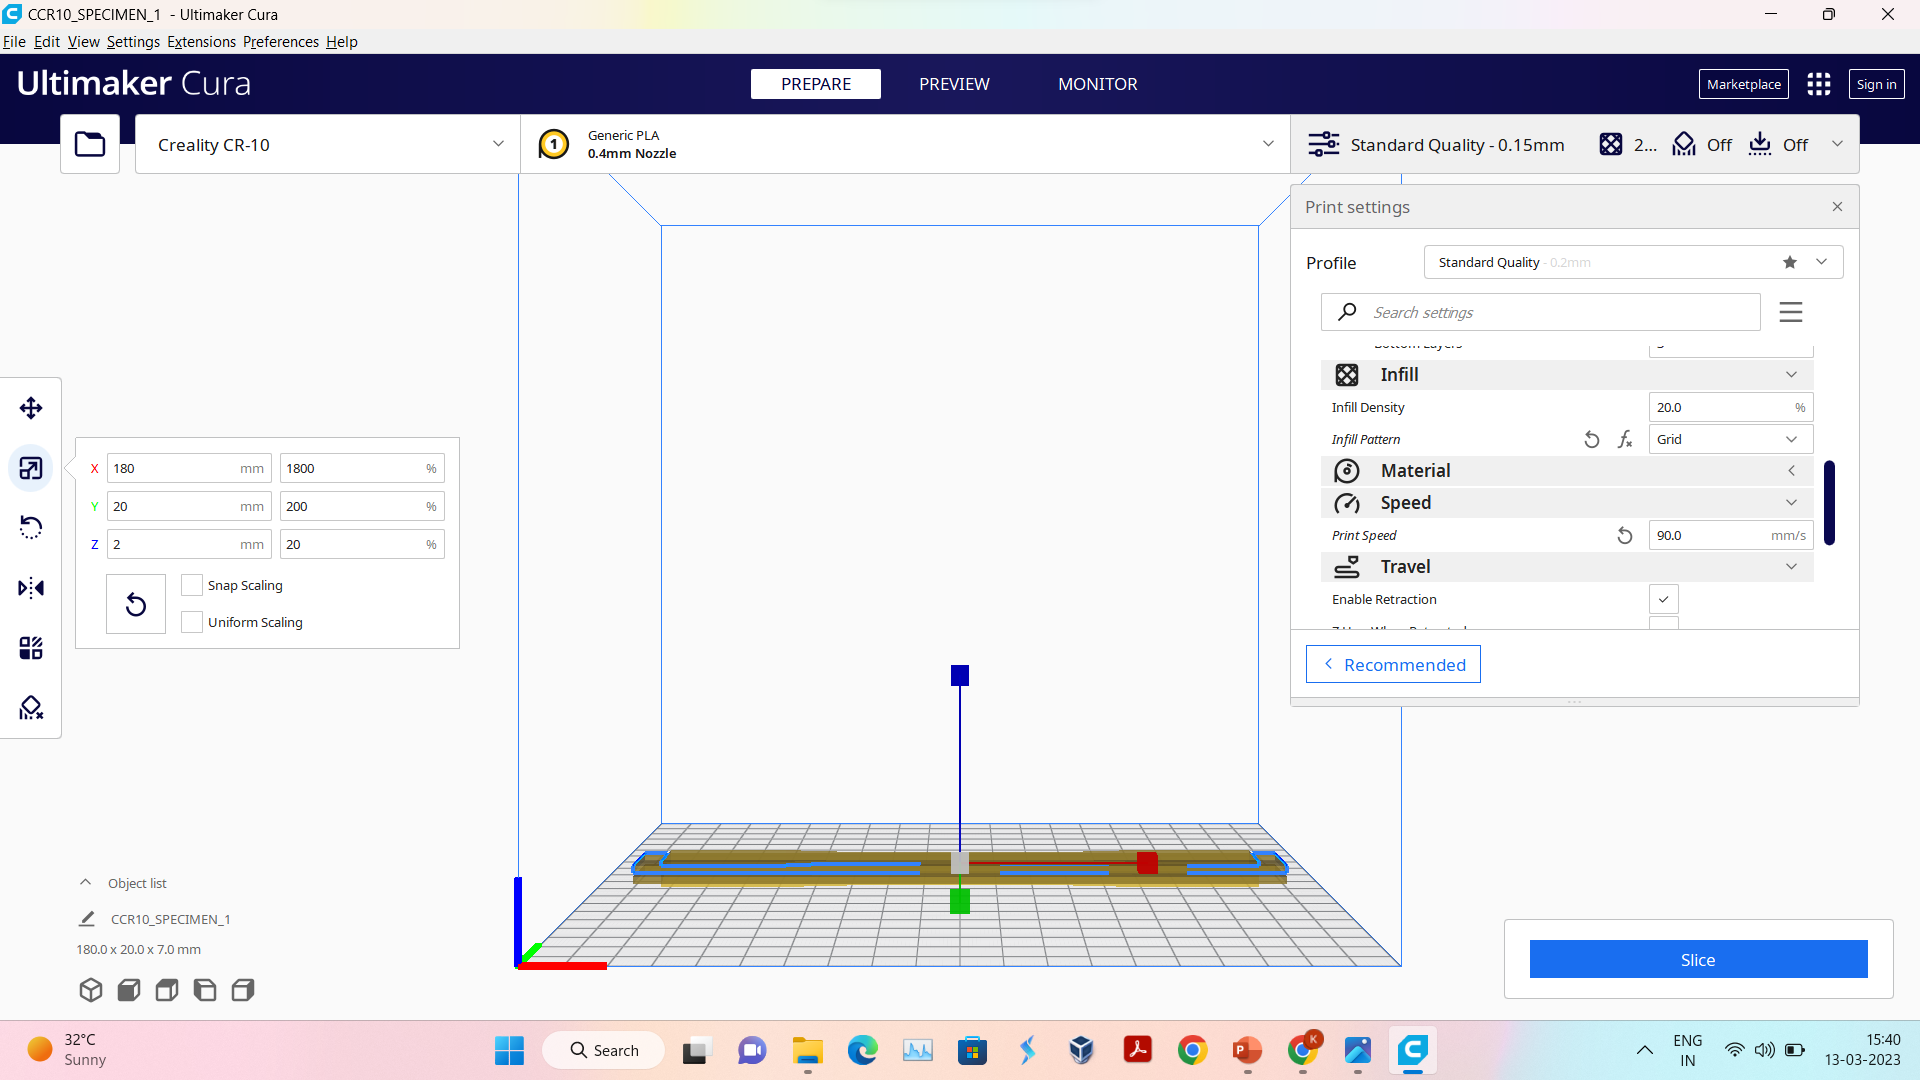 CCR10_SPECIMEN_1 - Ultimaker Cura
File Edit View Settings Extensions Preferences Help
Ultimaker Cura
PREPARE PREVIEW MONITOR
Marketplace
Sign in
Creality CR-10
1
Generic PLA
0.4mm Nozzle
Standard Quality - 0.15mm 2... Off Off
Print settings
Profile Standard Quality - 0.2mm
Search settings
Bottom Layers
Infill
Infill Density 20.0 %
Infill Pattern fx Grid
Material
Speed
Print Speed 90.0 mm/s
Travel
Enable Retraction
Recommended
X 180 mm 1800 %
Y 20 mm 200 %
Z 2 mm 20 %
Snap Scaling
Uniform Scaling
Object list
CCR10_SPECIMEN_1
180.0 x 20.0 x 7.0 mm
Slice
32°C
Sunny
Search
P
K
ENG
IN
15:40
13-03-2023